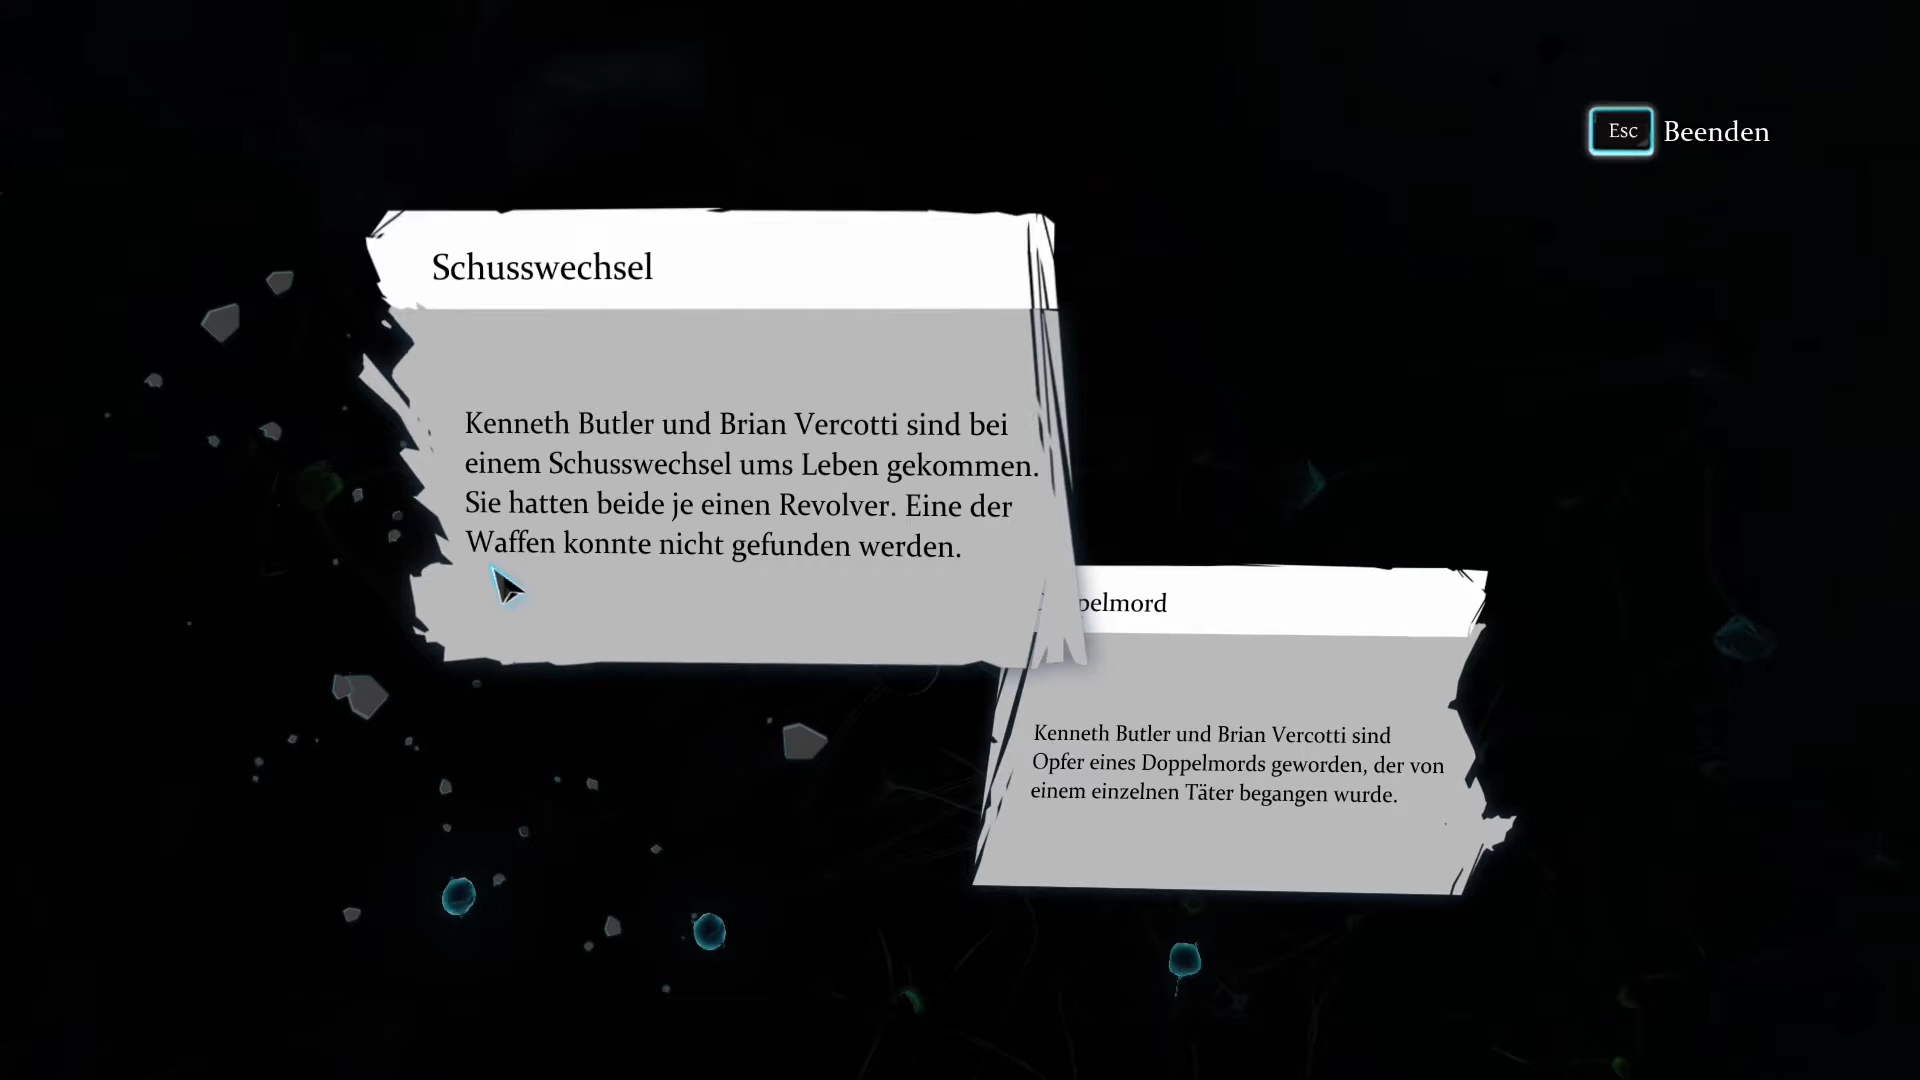 Esc Beenden
Schusswechsel
Kenneth Butler und Brian Vercotti sind bei
einem Schusswechsel ums Leben gekommen.
Sie hatten beide je einen Revolver. Eine der
Waffen konnte nicht gefunden werden.
pelmord
Kenneth Butler und Brian Vercotti sind
Opfer eines Doppelmords geworden, der von
einem einzelnen Täter begangen wurde.